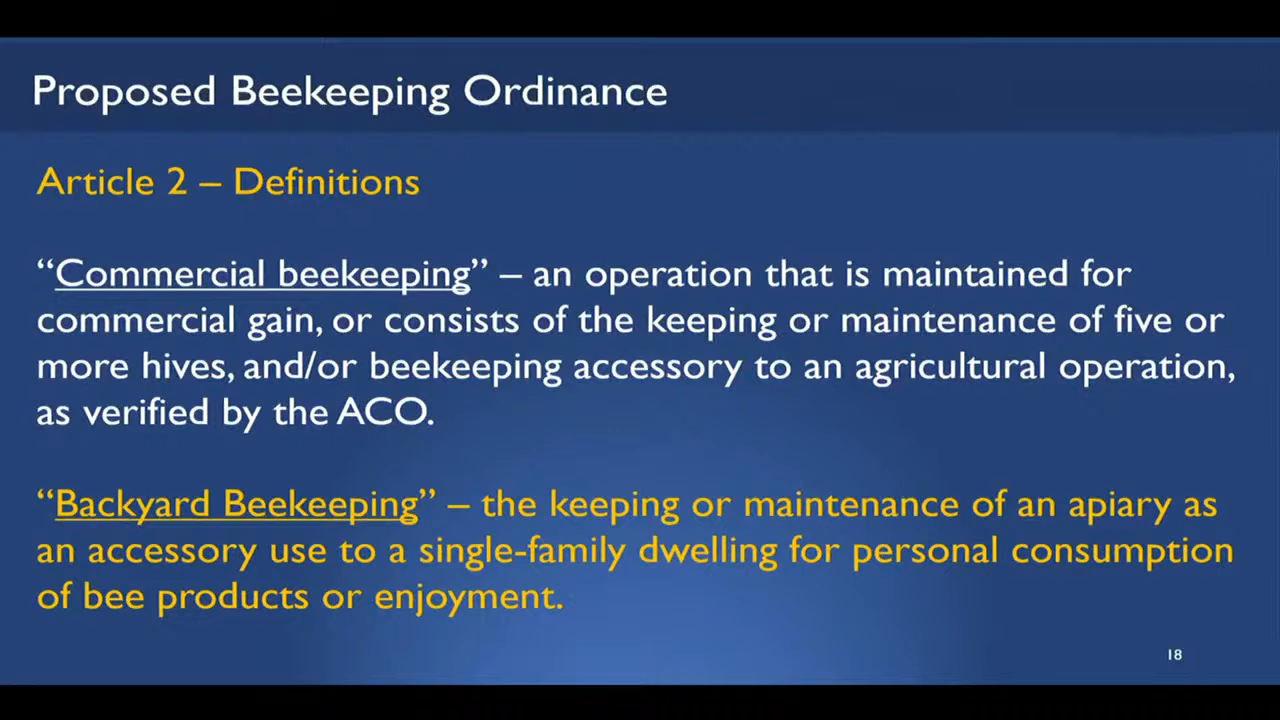 Proposed Beekeeping Ordinance
Article 2 – Definitions
“Commercial beekeeping” – an operation that is maintained for
commercial gain, or consists of the keeping or maintenance of five or
more hives, and/or beekeeping accessory to an agricultural operation,
as verified by the ACO.
“Backyard Beekeeping” – the keeping or maintenance of an apiary as
an accessory use to a single-family dwelling for personal consumption
of bee products or enjoyment.
18